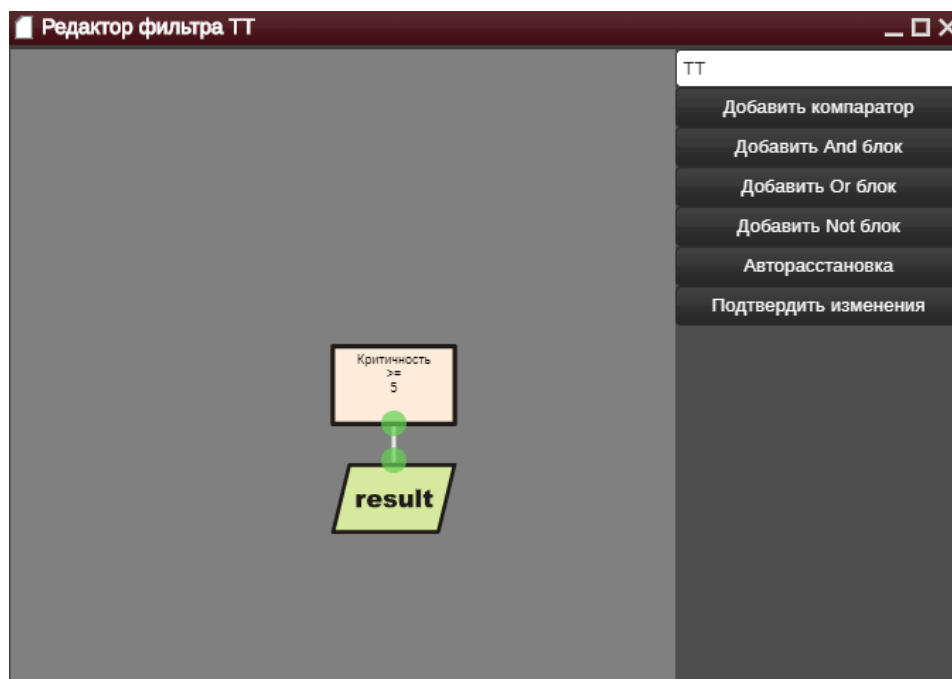 Редактор фильтра ТТ
ТТ
Добавить компаратор
Добавить And блок
Добавить Or блок
Добавить Not блок
Авторасстановка
Подтвердить изменения
Критичность
>=
5
result